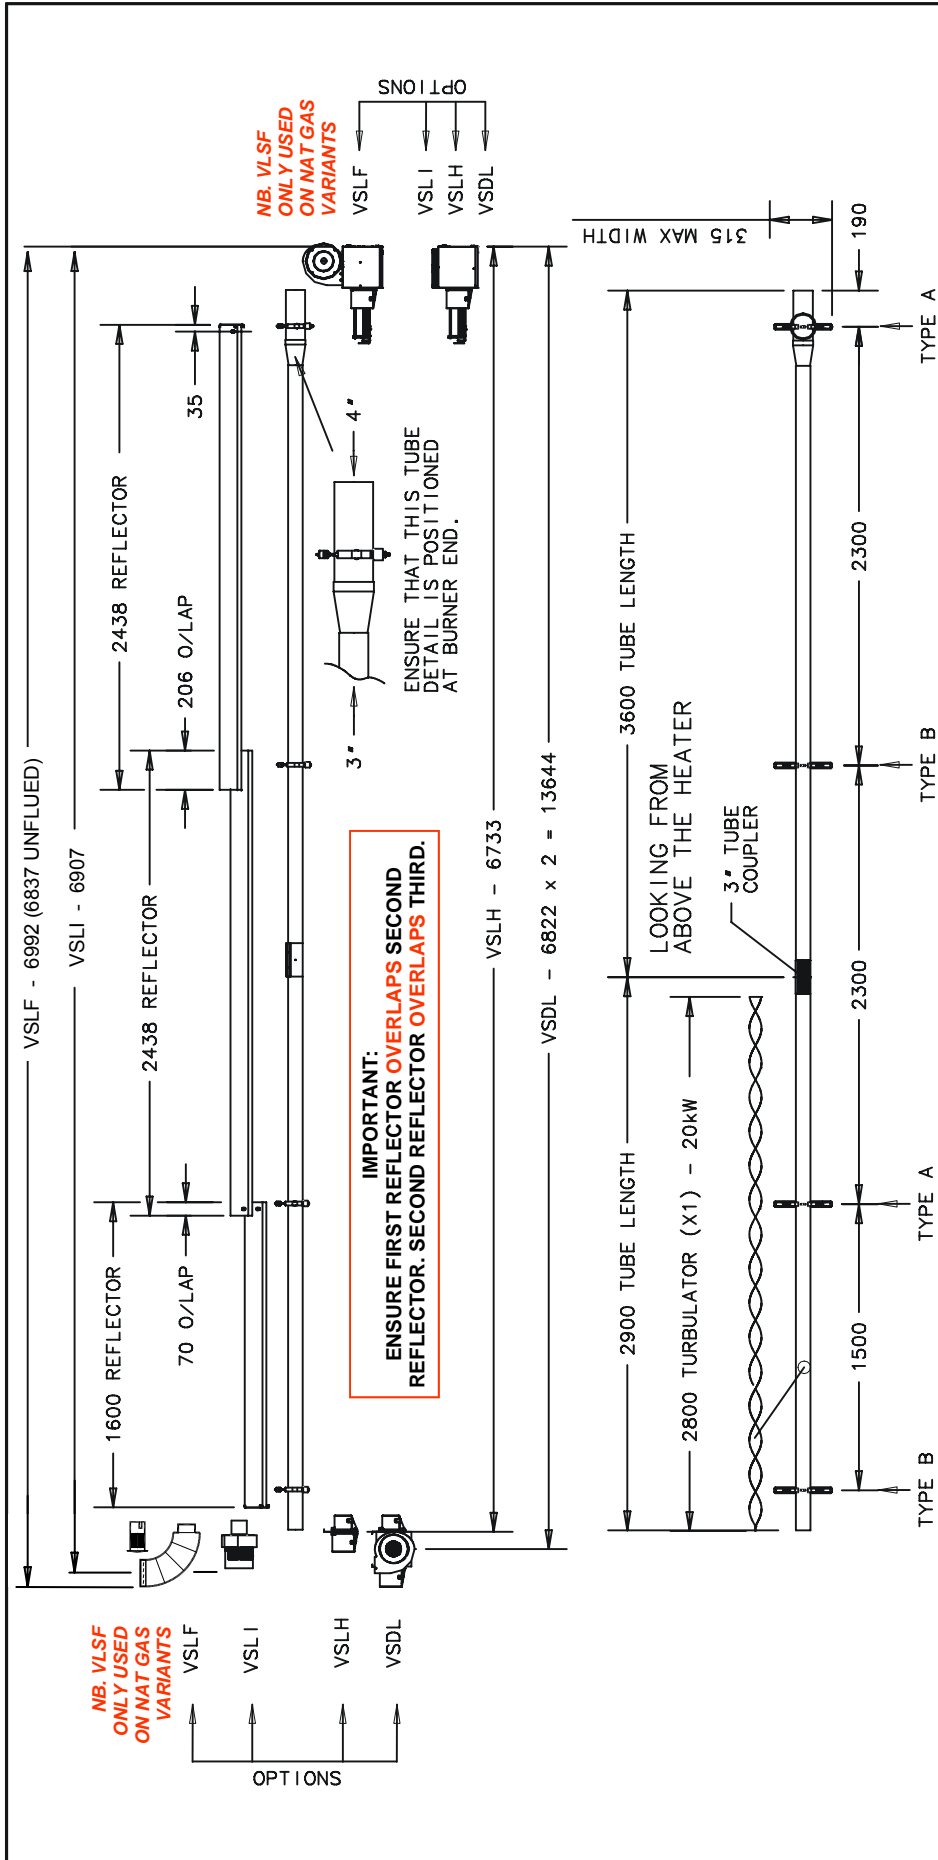 VSLF - 6992 (6837 UNFLUED)
VSLI - 6907
35
2438 REFLECTOR
206 O/LAP
2438 REFLECTOR
1600 REFLECTOR
70 O/LAP
NB. VLSF
ONLY USED
ON NAT GAS
VARIANTS
VSLF
VSLI
VSLH
VSDL
OPTIONS
NB. VLSF
ONLY USED
ON NAT GAS
VARIANTS
VSLF
VSLI
VSLH
VSDL
OPTIONS
3"
4"
ENSURE THAT THIS TUBE
DETAIL IS POSITIONED
AT BURNER END.
IMPORTANT:
ENSURE FIRST REFLECTOR OVERLAPS SECOND
REFLECTOR. SECOND REFLECTOR OVERLAPS THIRD.
VSLH - 6733
VSDL - 6822 x 2 = 13644
315 MAX WIDTH
3600 TUBE LENGTH
190
LOOKING FROM
ABOVE THE HEATER
3" TUBE
COUPLER
2900 TUBE LENGTH
2800 TURBULATOR (X1) - 20kW
1500
2300
2300
TYPE B
TYPE A
TYPE B
TYPE A